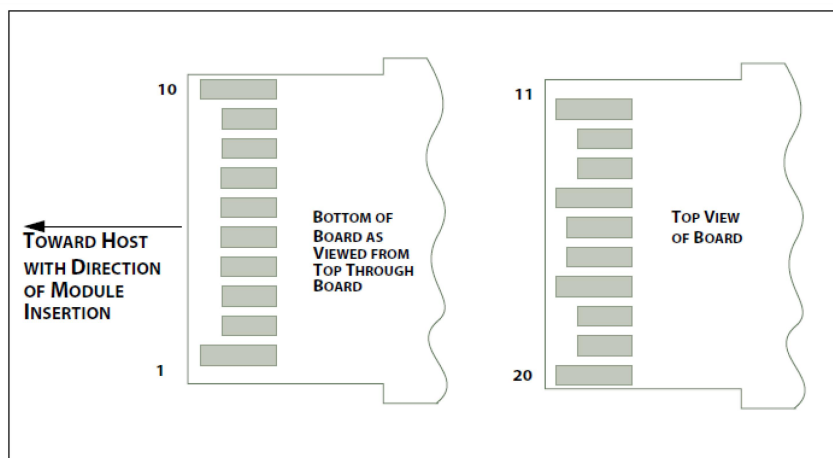 10
1
TOWARD HOST
WITH DIRECTION
OF MODULE
INSERTION
BOTTOM OF
BOARD AS
VIEWED FROM
TOP THROUGH
BOARD
11
20
TOP VIEW
OF BOARD